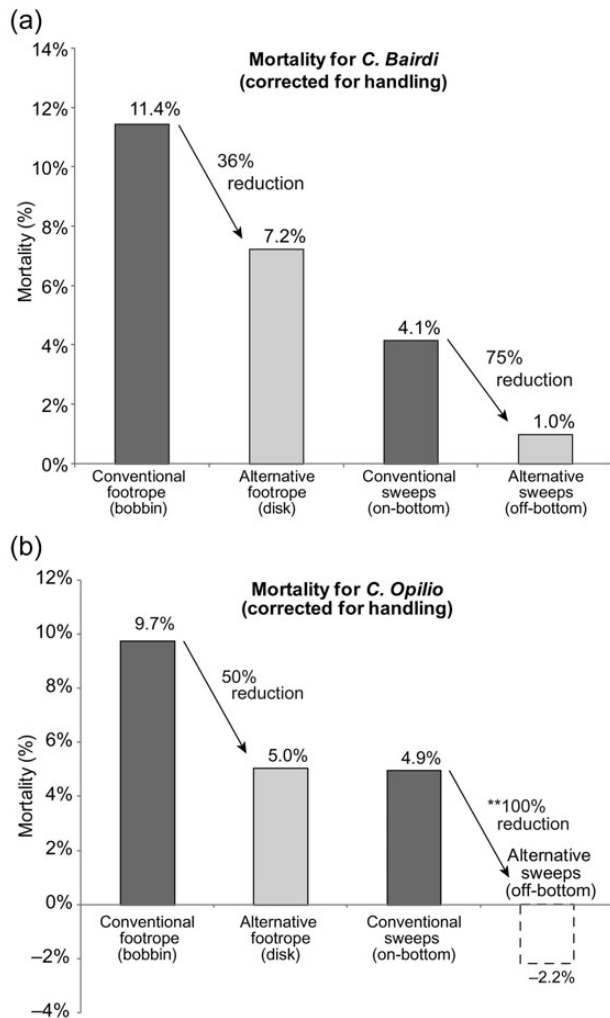 (a)
Mortality for C. Bairdi
(corrected for handling)
Mortality (%)
14%
12%
10%
8%
6%
4%
2%
0%
11.4%
36%
reduction
7.2%
4.1%
75%
reduction
1.0%
Conventional
footrope
(bobbin)
Alternative
footrope
(disk)
Conventional
sweeps
(on-bottom)
Alternative
sweeps
(off-bottom)
(b)
Mortality for C. Opilio
(corrected for handling)
Mortality (%)
12%
10%
8%
6%
4%
2%
0%
–2%
–4%
9.7%
50%
reduction
5.0%
4.9%
**100%
reduction
Alternative
sweeps
(off-bottom)
Conventional
footrope
(bobbin)
Alternative
footrope
(disk)
Conventional
sweeps
(on-bottom)
–2.2%